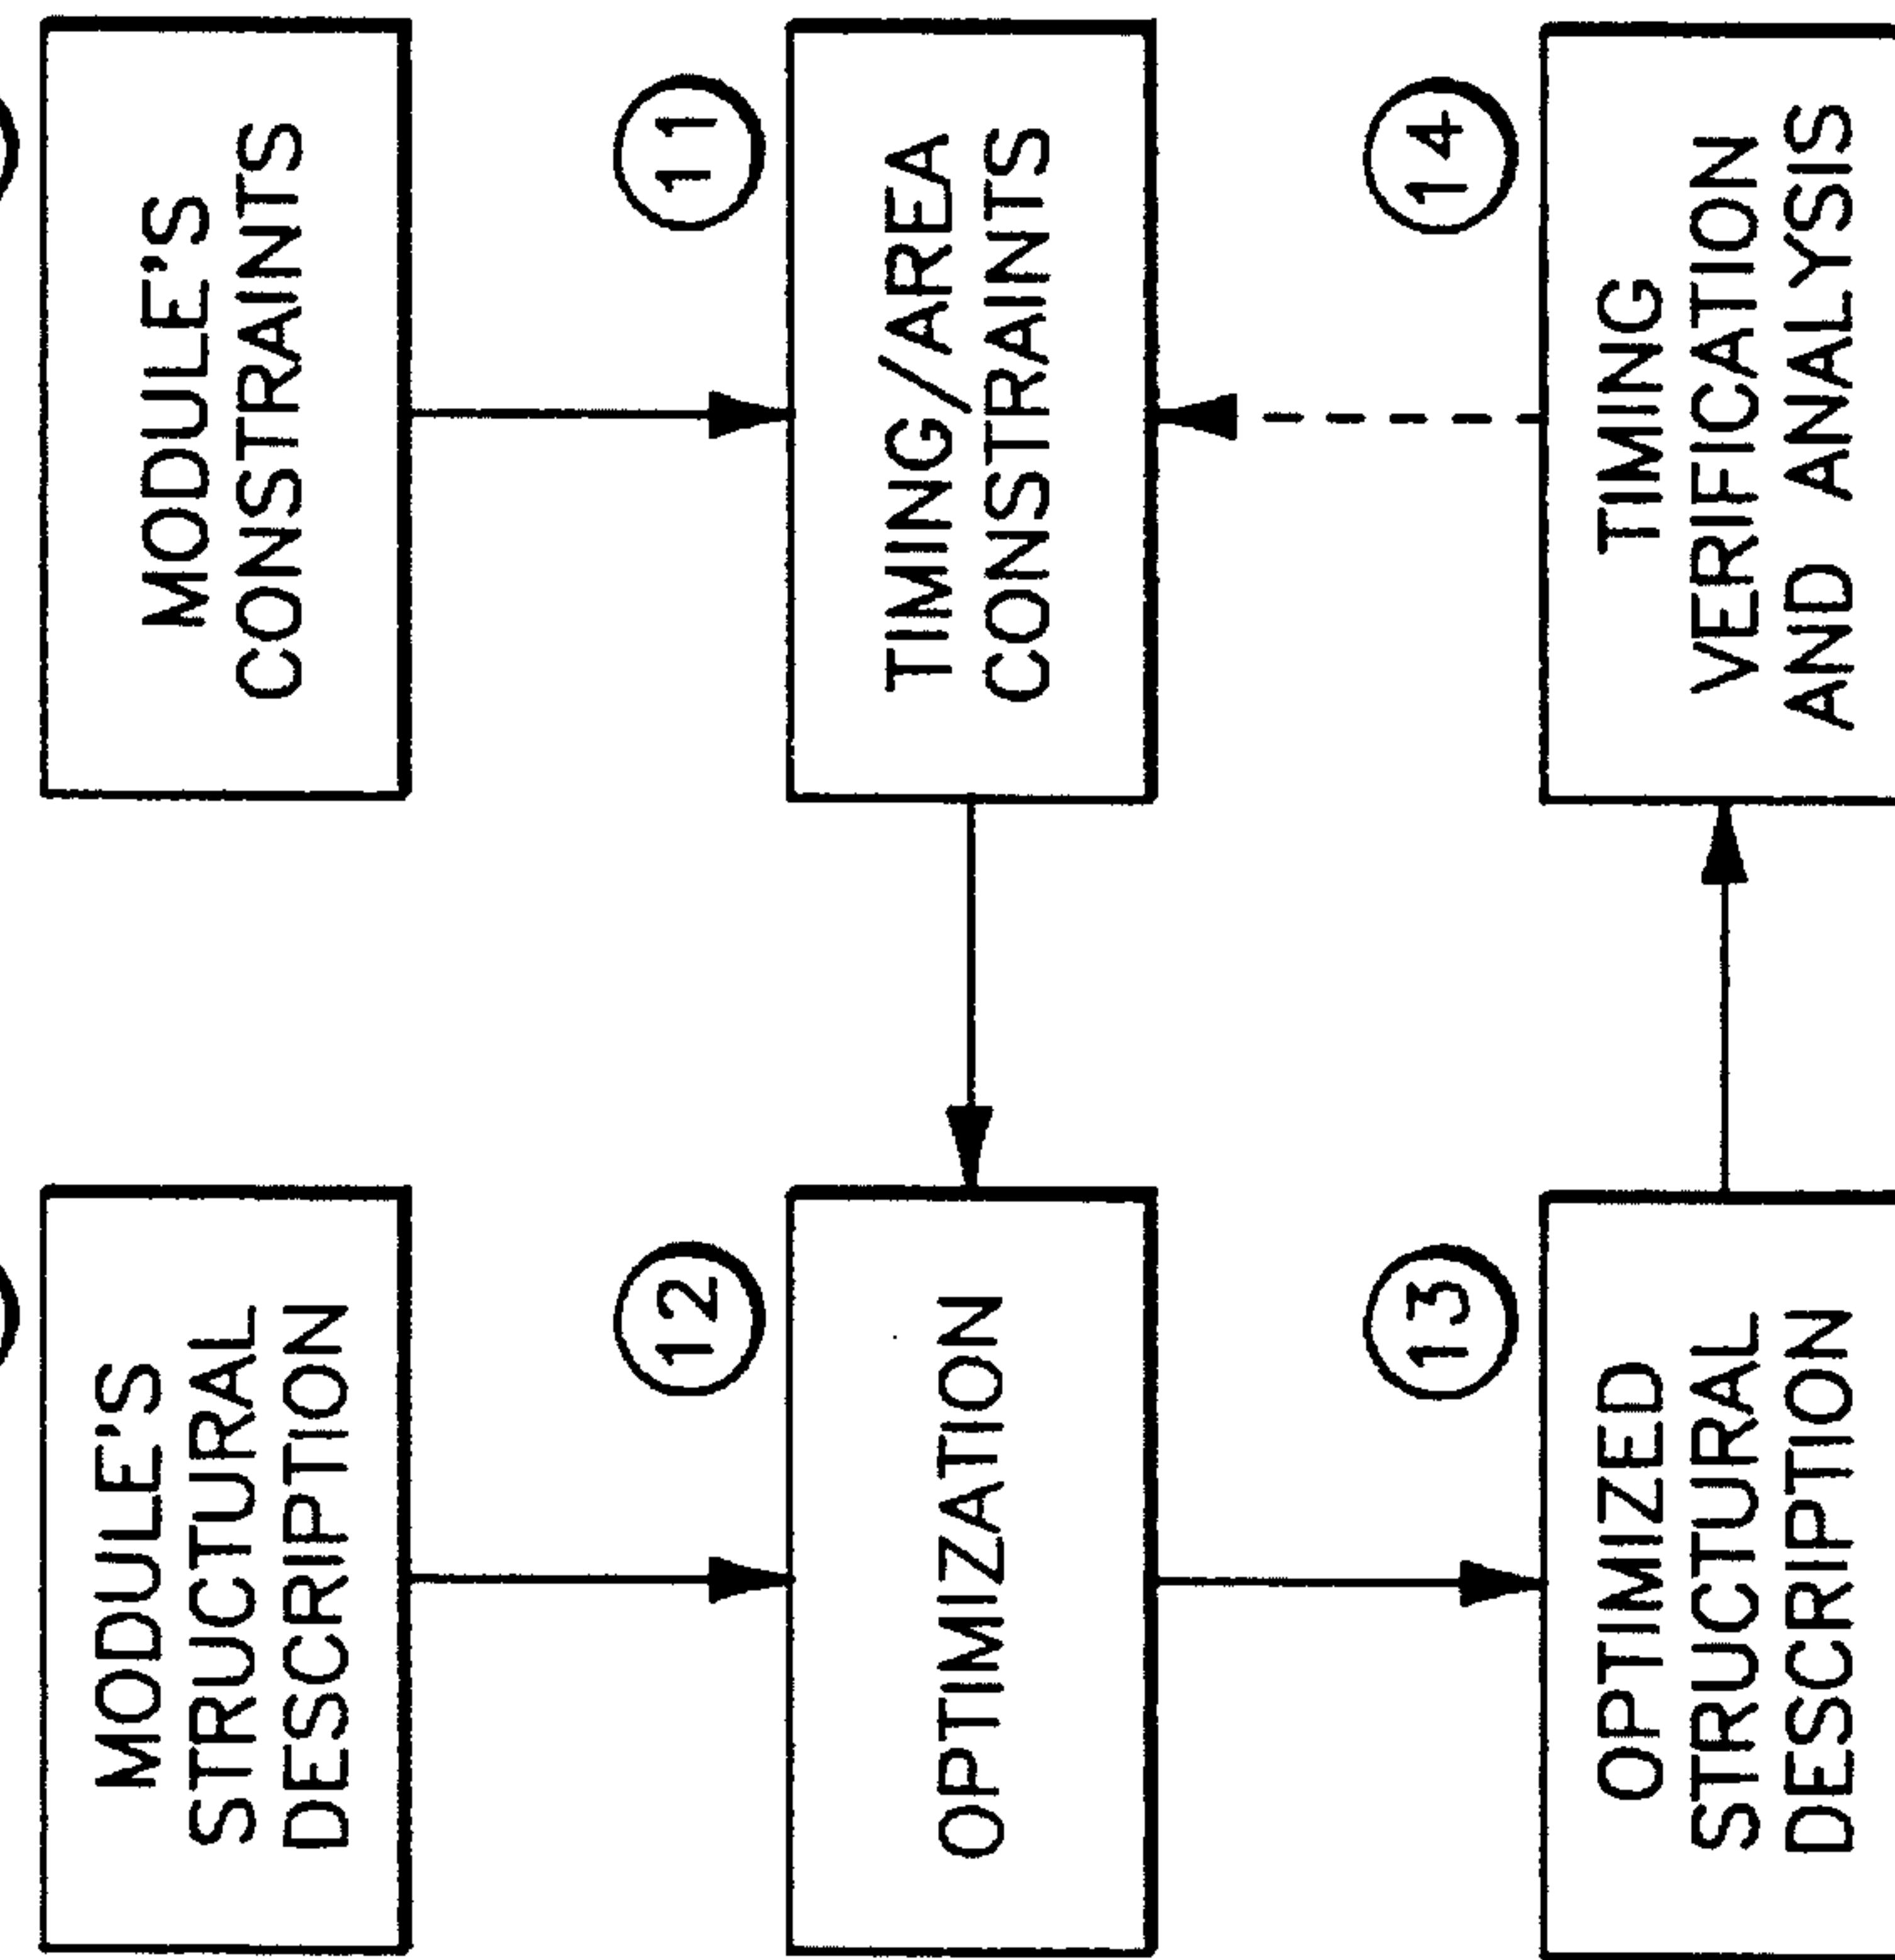 MODULE'S
STRUCTURAL
DESCRIPTION
MODULE'S
CONSTRAINTS
12
OPTIMIZATION
11
TIMING/AREA
CONSTRAINTS
13
OPTIMIZED
STRUCTURAL
DESCRIPTION
14
TIMING
VERIFICATION
AND ANALYSIS